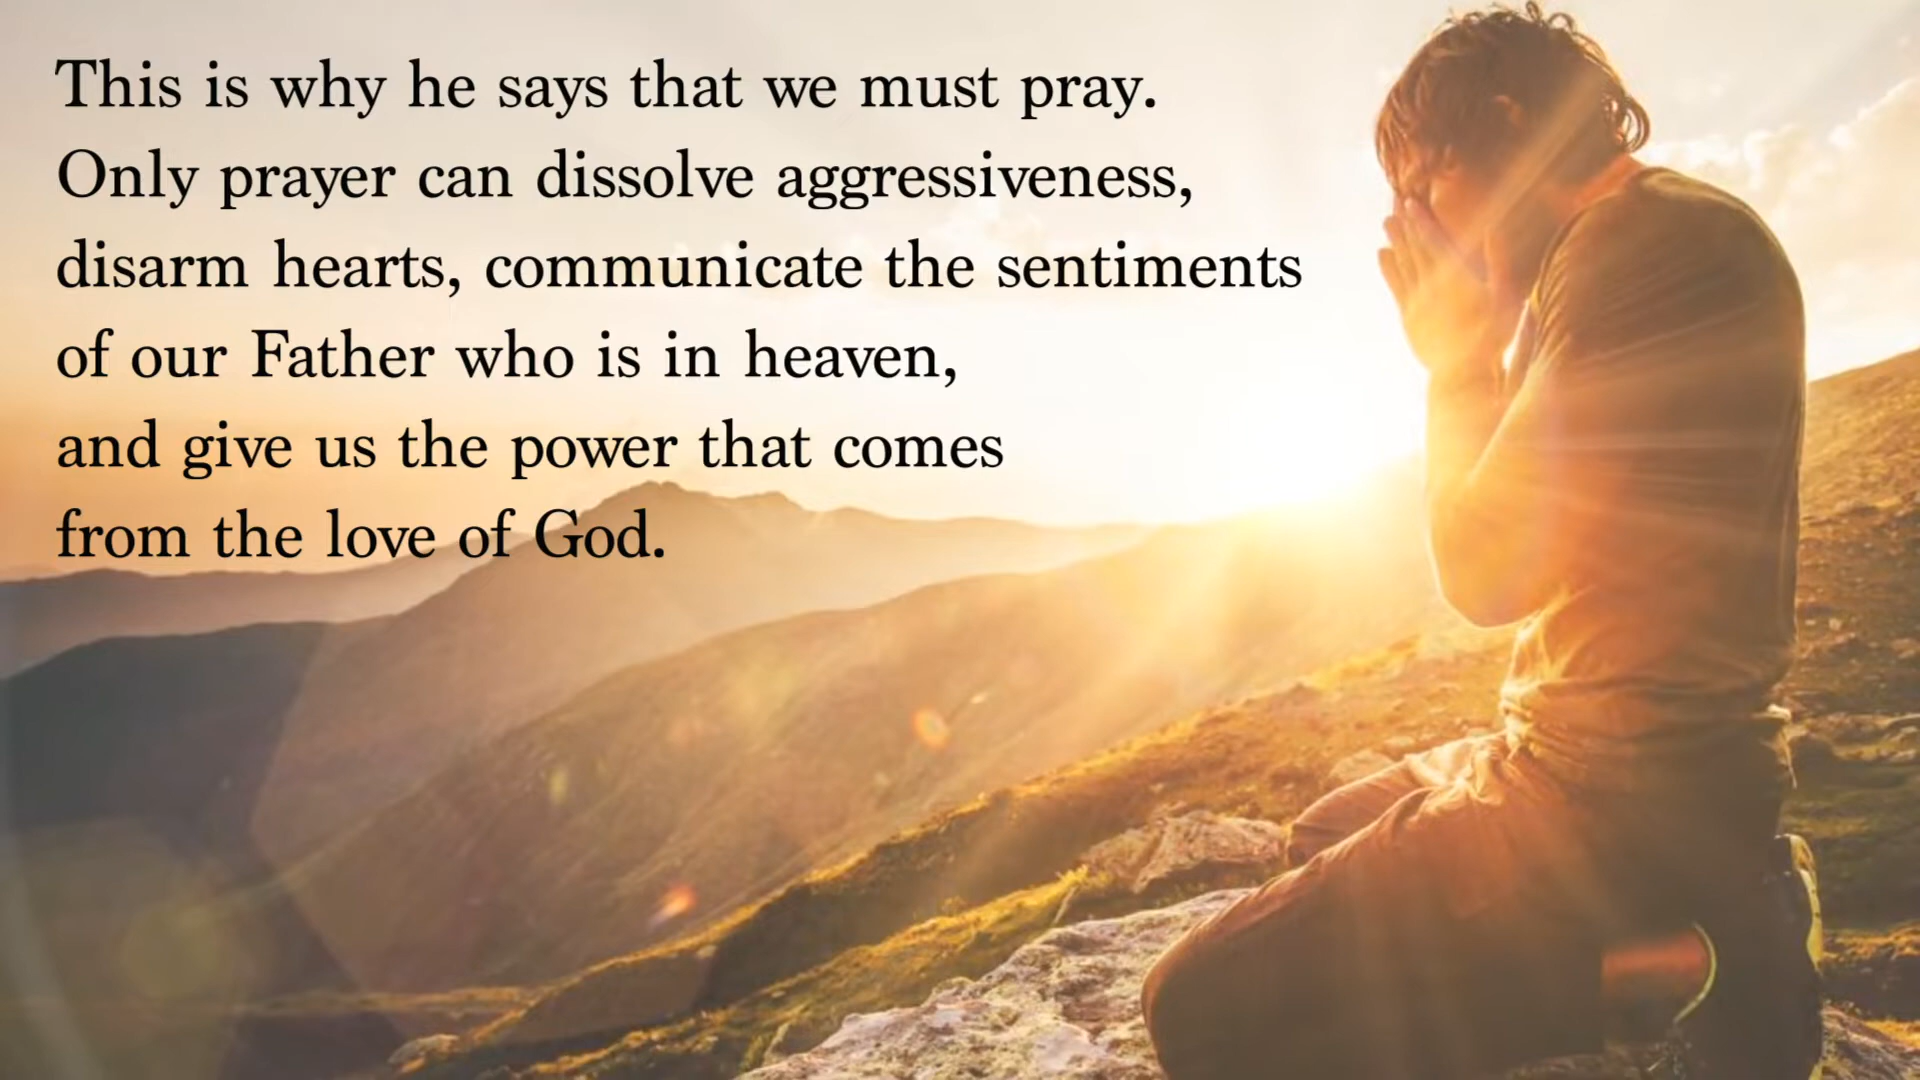 This is why he says that we must pray.
Only prayer can dissolve aggressiveness,
disarm hearts, communicate the sentiments
of our Father who is in heaven,
and give us the power that comes
from the love of God.